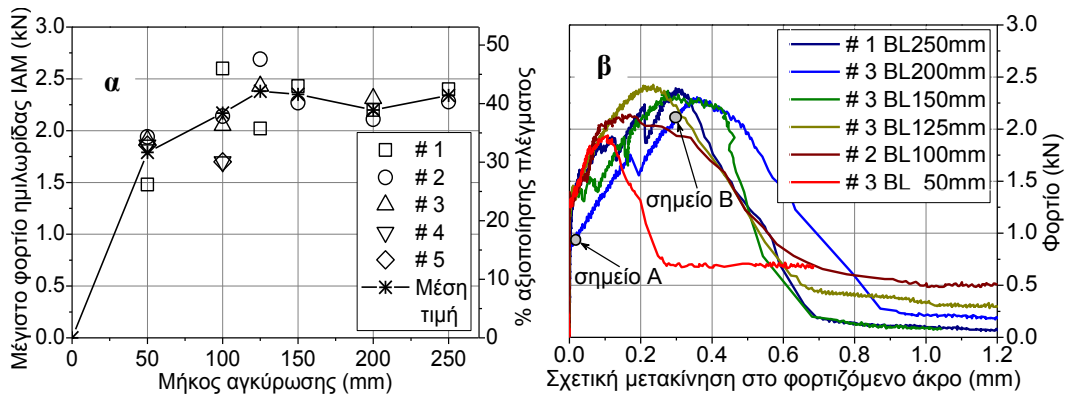 α
Μέγιστο φορτίο ημιλωρίδας ΙΑΜ (kN)
3.0
2.5
2.0
1.5
1.0
0.5
0.0
0 50 100 150 200 250
Μήκος αγκύρωσης (mm)
50
40
30
20
10
0
% αξιοποίησης πλέγματος
# 1
# 2
# 3
# 4
# 5
Μέση
τιμή
β
# 1 BL250mm
# 3 BL200mm
# 3 BL150mm
# 3 BL125mm
# 2 BL100mm
# 3 BL 50mm
σημείο Β
σημείο Α
3.0
2.5
2.0
1.5
1.0
0.5
0.0
Φορτίο (kN)
0.0 0.2 0.4 0.6 0.8 1.0 1.2
Σχετική μετακίνηση στο φορτιζόμενο άκρο (mm)